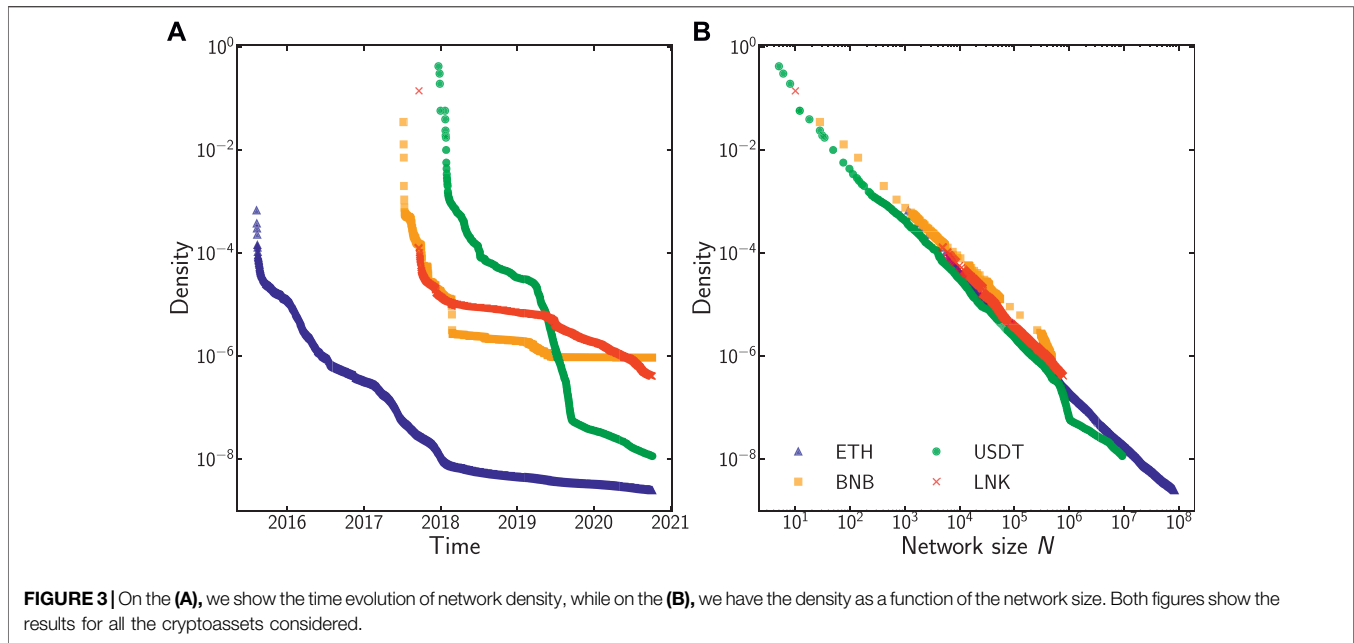 A
B
10^0
10^-2
10^-4
10^-6
10^-8
Density
2016 2017 2018 2019 2020 2021
Time
10^0
10^-2
10^-4
10^-6
10^-8
Density
ETH USDT
BNB LNK
10^1 10^2 10^3 10^4 10^5 10^6 10^7 10^8
Network size N
FIGURE 3 | On the (A), we show the time evolution of network density, while on the (B), we have the density as a function of the network size. Both figures show the
results for all the cryptoassets considered.